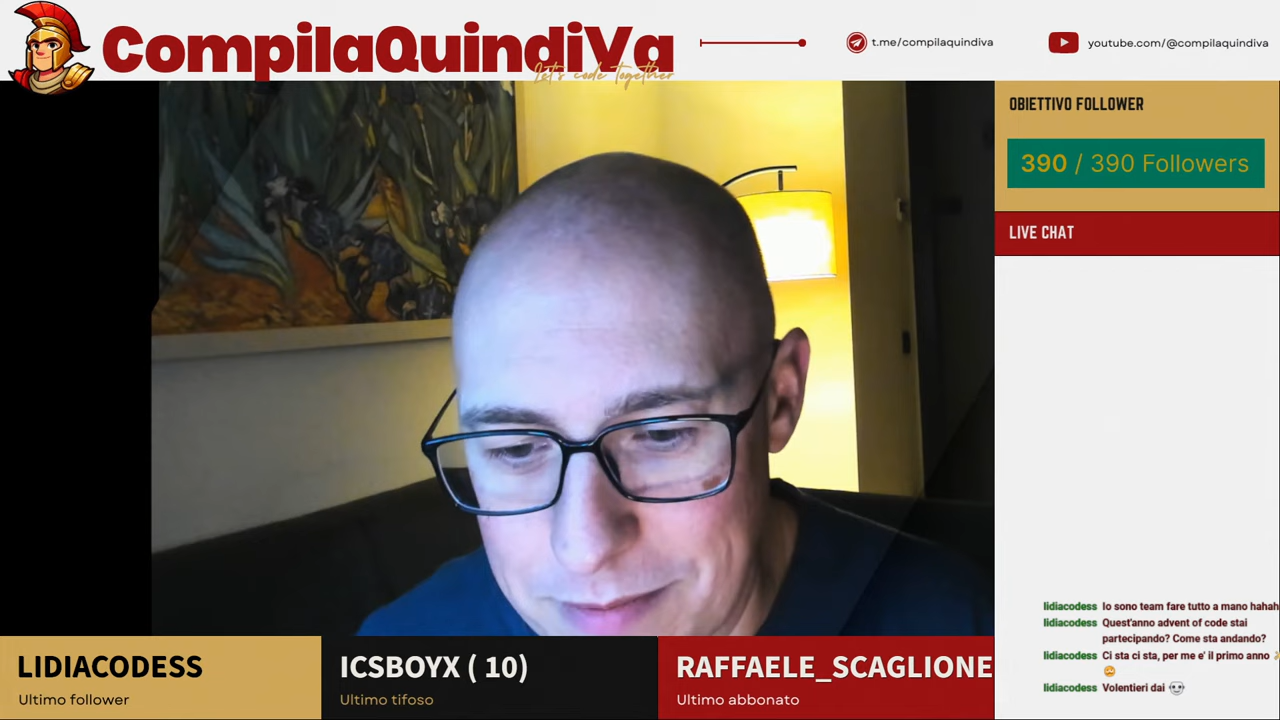 CompilaQuindiVa
Let's code together
t.me/compilaquindiva
youtube.com/@compilaquindiva
OBIETTIVO FOLLOWER
390 / 390 Followers
LIVE CHAT
lidiacodess Io sono team fare tutto a mano hahah
lidiacodess Quest'anno advent of code stai
partecipando? Come sta andando?
lidiacodess Ci sta ci sta, per me e' il primo anno
lidiacodess Volentieri dai
LIDIACODESS
Ultimo follower
ICSBOYX ( 10)
Ultimo tifoso
RAFFAELE_SCAGLIONE
Ultimo abbonato